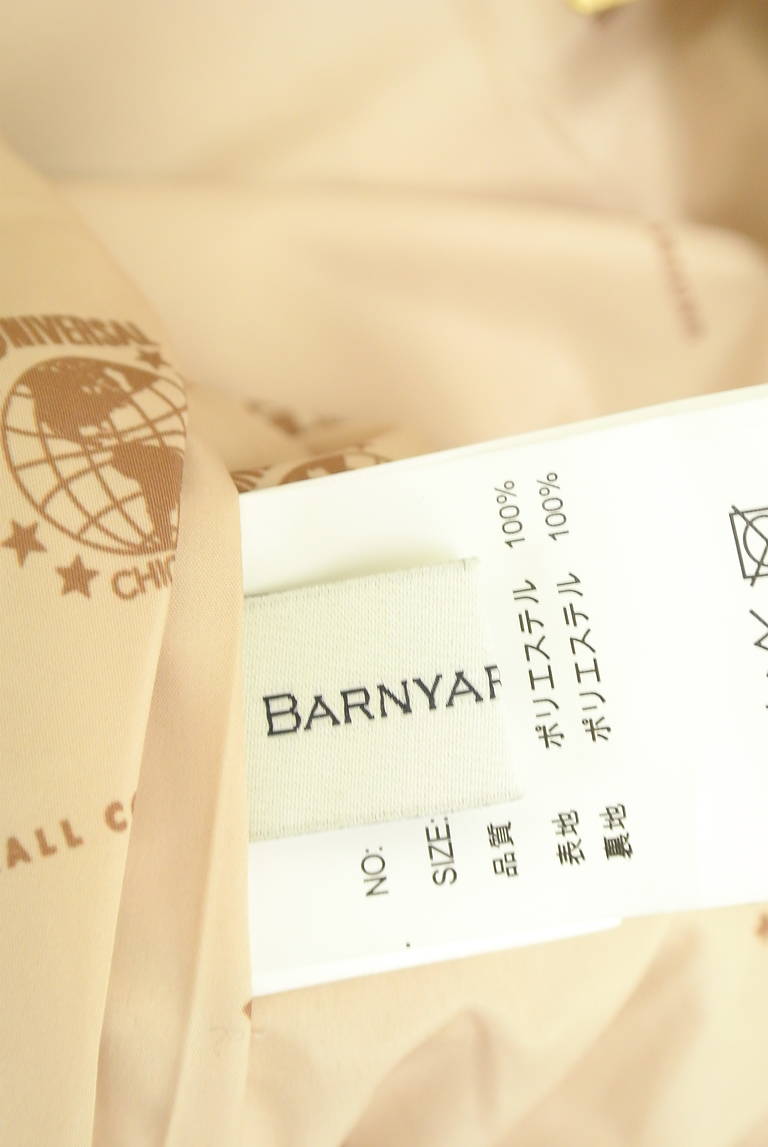 UNIVERSAL
CHIC
ALL CO
BARNYAR
NO:
SIZE:
品質
表地 ポリエステル 100%
裏地 ポリエステル 100%